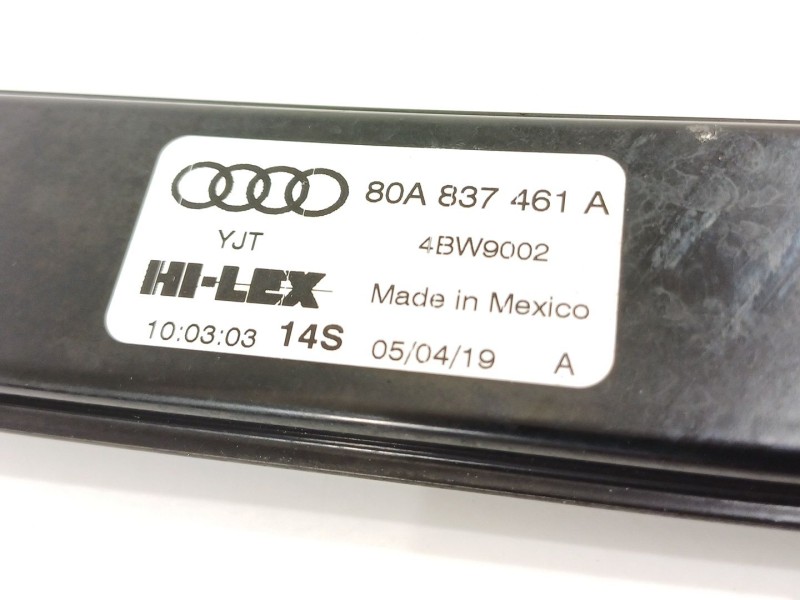 80A 837 461 A
YJT 4BW9002
HI-LEX Made in Mexico
10:03:03 14S 05/04/19 A